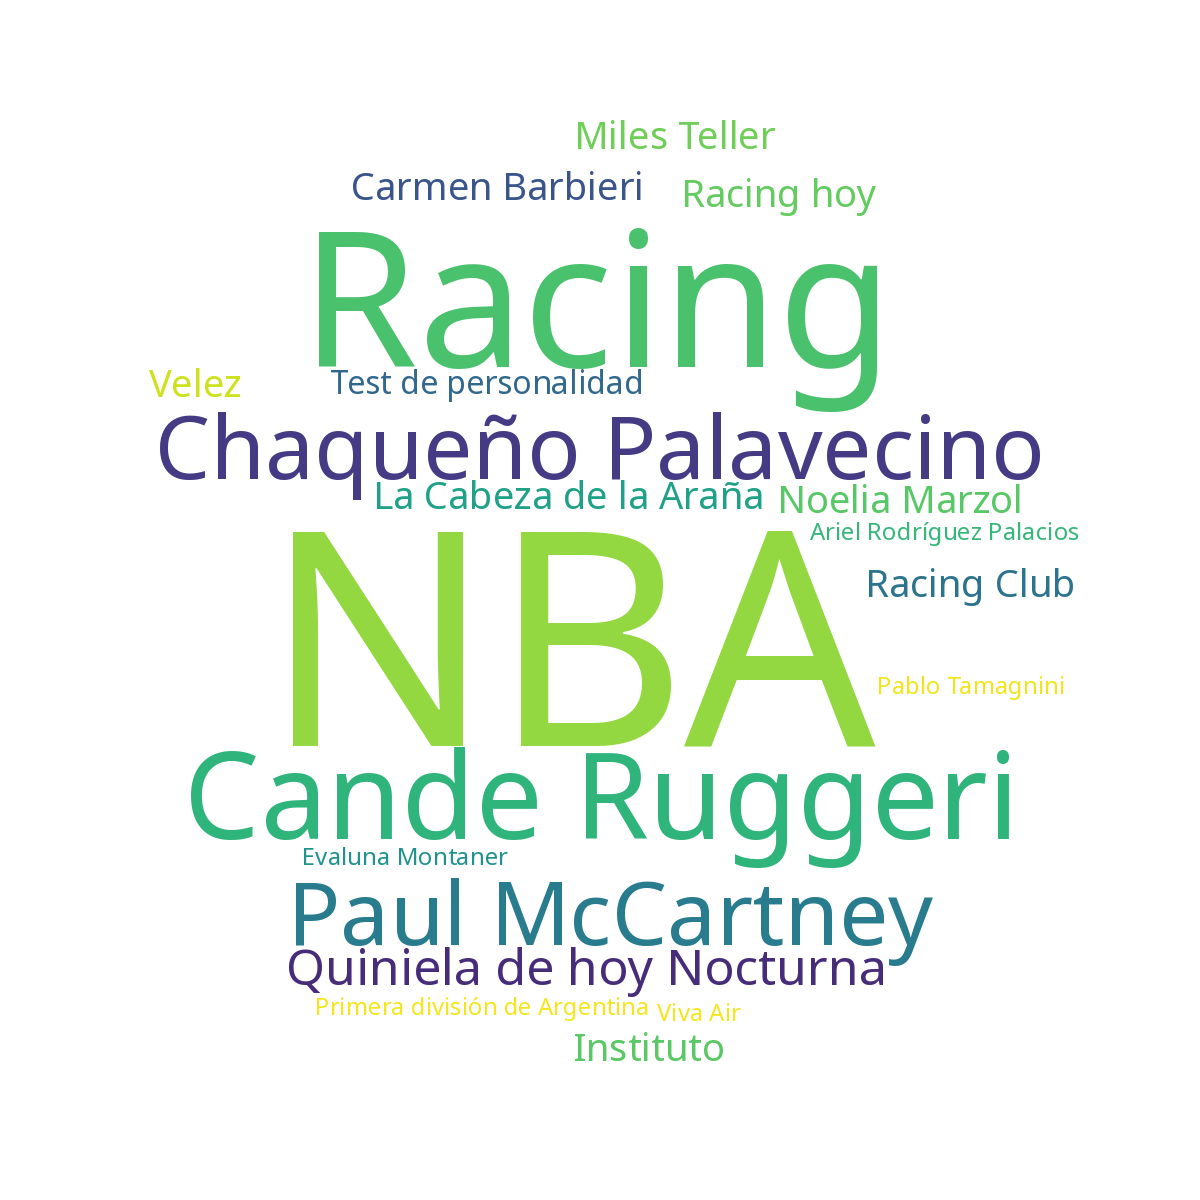 Miles Teller
Carmen Barbieri
Racing hoy
Racing
Velez
Test de personalidad
Chaqueño Palavecino
La Cabeza de la Araña
Noelia Marzol
Ariel Rodríguez Palacios
NBA
Racing Club
Pablo Tamagnini
Cande Ruggeri
Evaluna Montaner
Paul McCartney
Quiniela de hoy Nocturna
Primera división de Argentina
Viva Air
Instituto